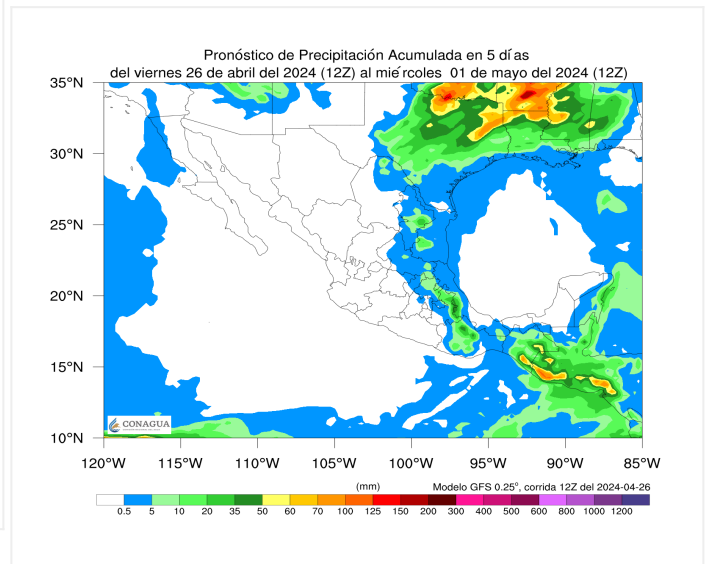 Pronóstico de Precipitación Acumulada en 5 días
del viernes 26 de abril del 2024 (12Z) al miércoles 01 de mayo del 2024 (12Z)
35°N
30°N
25°N
20°N
15°N
10°N
CONAGUA
120°W 115°W 110°W 105°W 100°W 95°W 90°W 85°W
(mm) Modelo GFS 0.25°, corrida 12Z del 2024-04-26
0.5 5 10 20 35 50 60 70 100 125 150 200 300 400 500 600 800 1000 1200